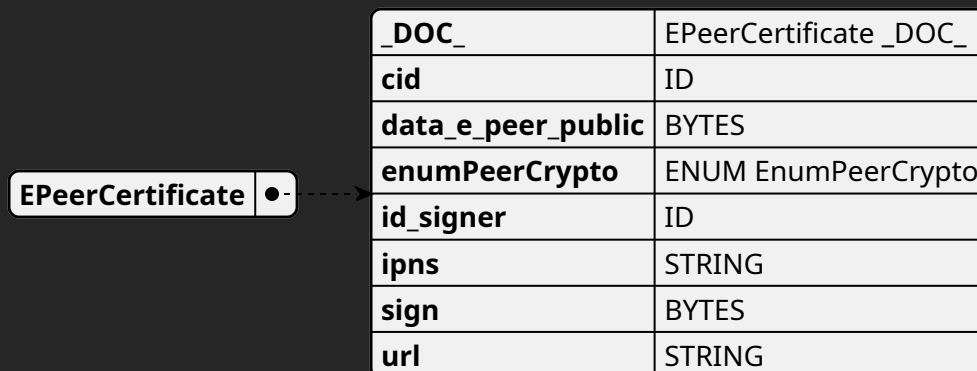 EPeerCertificate
_DOC_ EPeerCertificate _DOC_
cid ID
data_e_peer_public BYTES
enumPeerCrypto ENUM EnumPeerCrypto
id_signer ID
ipns STRING
sign BYTES
url STRING